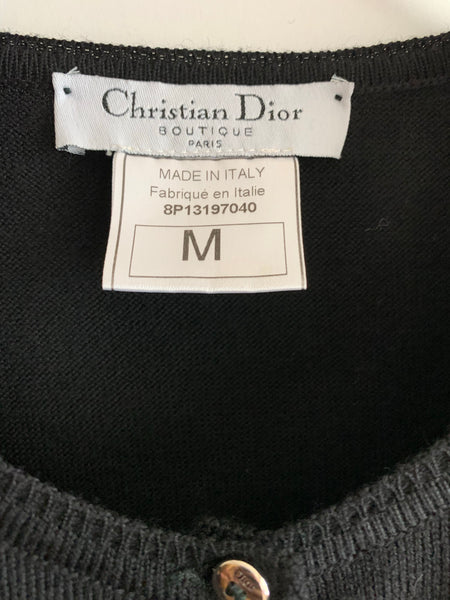 Christian Dior
BOUTIQUE
PARIS
MADE IN ITALY
Fabriqué en Italie
8P13197040
M